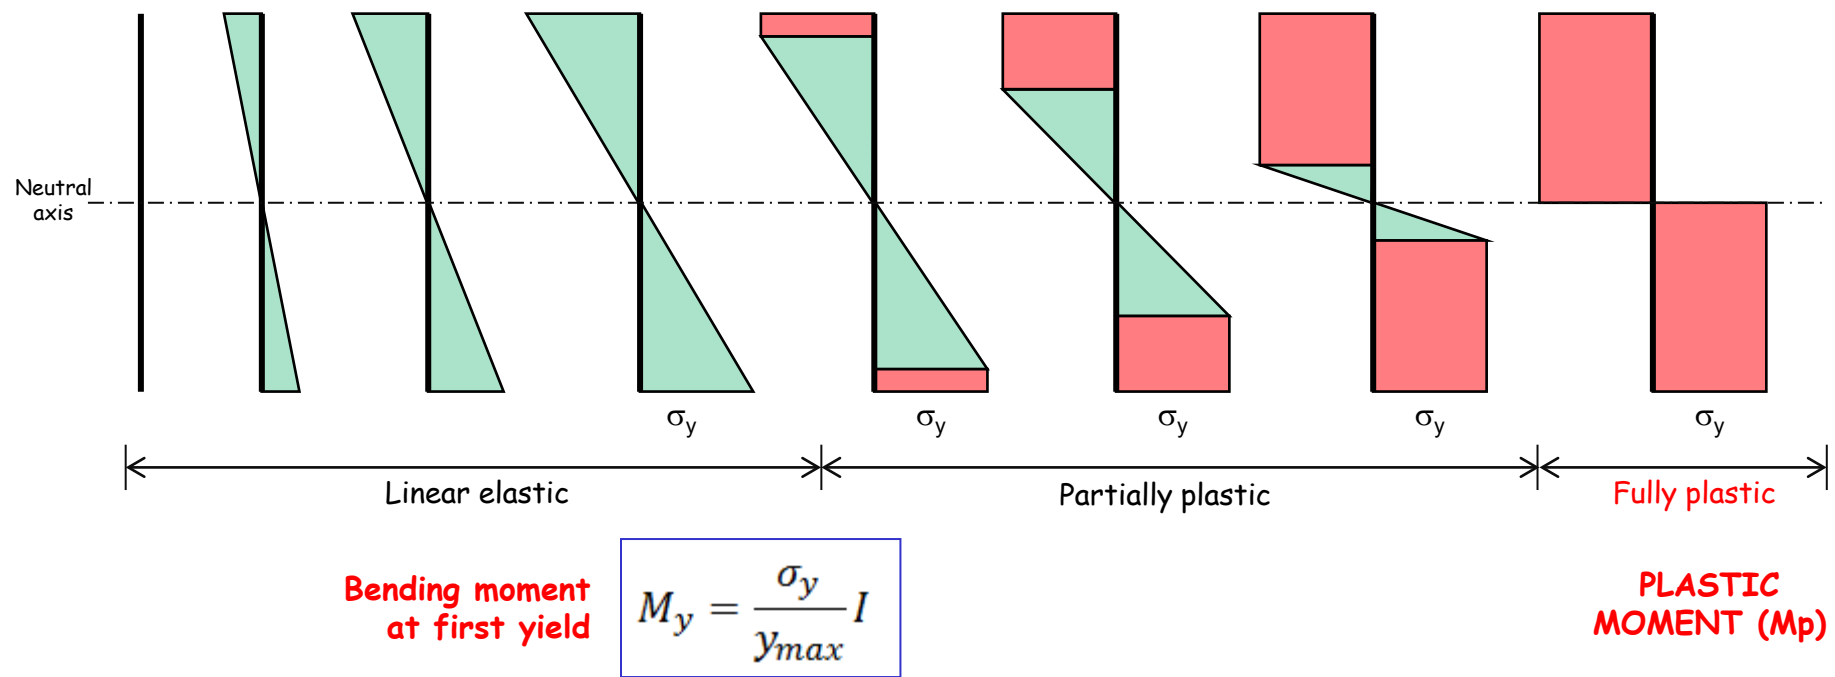 Neutral
axis
σy
σy
σy
σy
σy
Linear elastic
Partially plastic
Fully plastic
Bending moment
at first yield
My = σy/ymax I
PLASTIC
MOMENT (Mp)